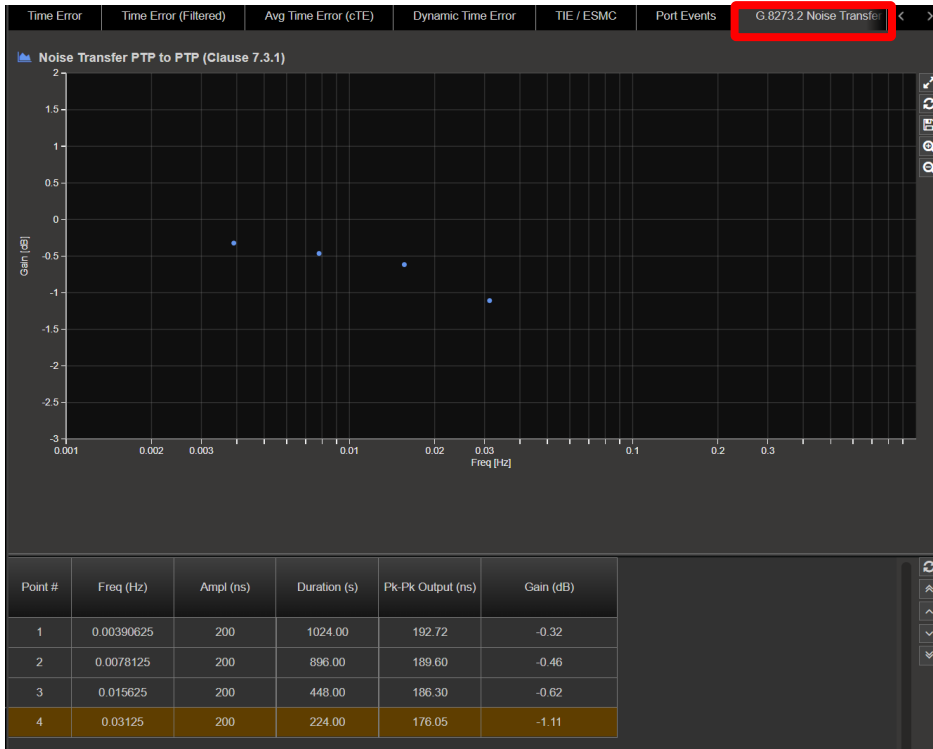 Time Error Time Error (Filtered) Avg Time Error (cTE) Dynamic Time Error TIE / ESMC Port Events G.8273.2 Noise Transfer
Noise Transfer PTP to PTP (Clause 7.3.1)
2
1.5
1
0.5
0
-0.5
-1
-1.5
-2
-2.5
-3
Gain [dB]
0.001 0.002 0.003 0.01 0.02 0.03 0.1 0.2 0.3
Freq [Hz]
Point # Freq (Hz) Ampl (ns) Duration (s) Pk-Pk Output (ns) Gain (dB)
1 0.00390625 200 1024.00 192.72 -0.32
2 0.0078125 200 896.00 189.60 -0.46
3 0.015625 200 448.00 186.30 -0.62
4 0.03125 200 224.00 176.05 -1.11